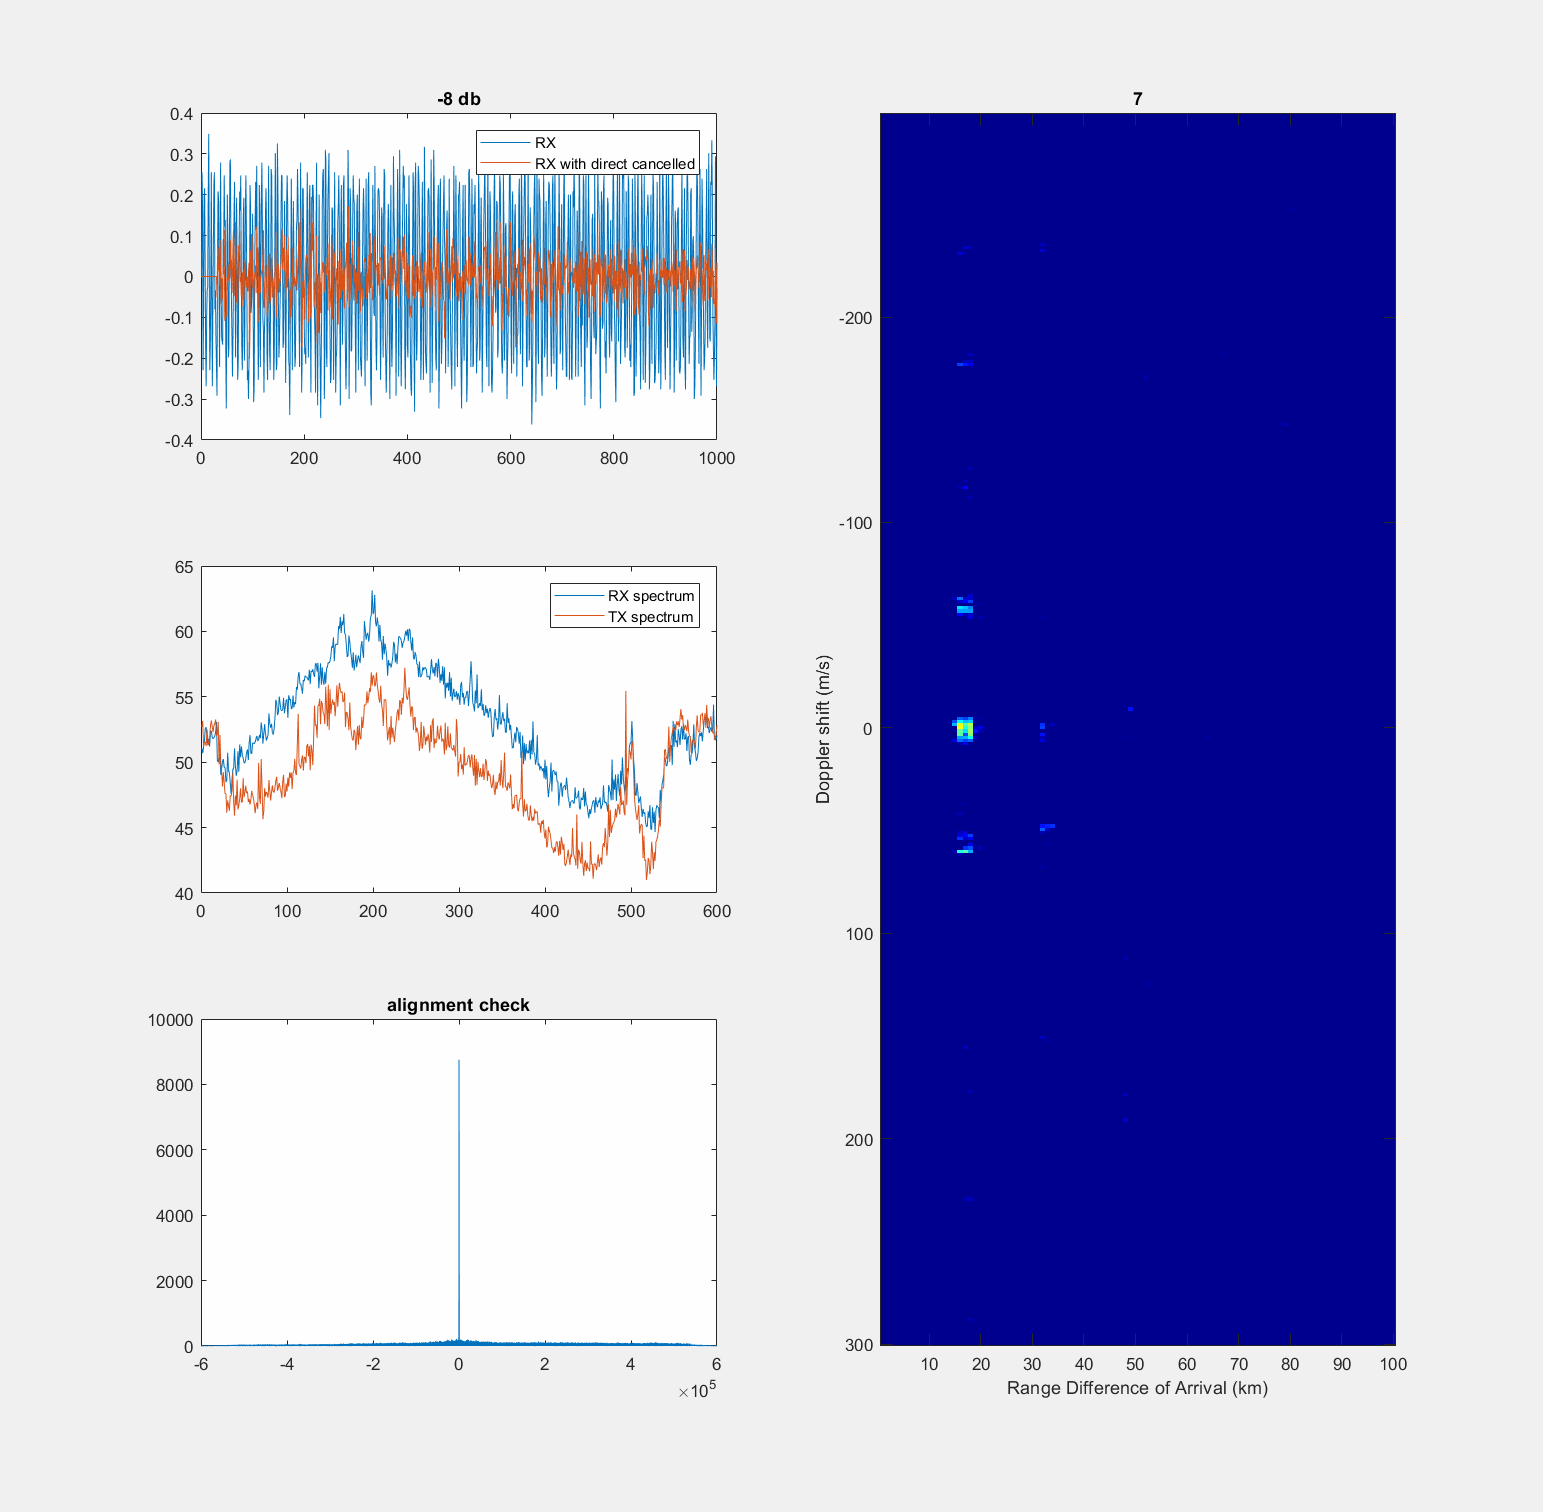 -8 db
0.4
0.3
0.2
0.1
0
-0.1
-0.2
-0.3
-0.4
0 200 400 600 800 1000
RX
RX with direct cancelled
65
60
55
50
45
40
0 100 200 300 400 500 600
RX spectrum
TX spectrum
alignment check
10000
8000
6000
4000
2000
0
-6 -4 -2 0 2 4 6
×10^5
7
-200
-100
0
100
200
300
Doppler shift (m/s)
10 20 30 40 50 60 70 80 90 100
Range Difference of Arrival (km)